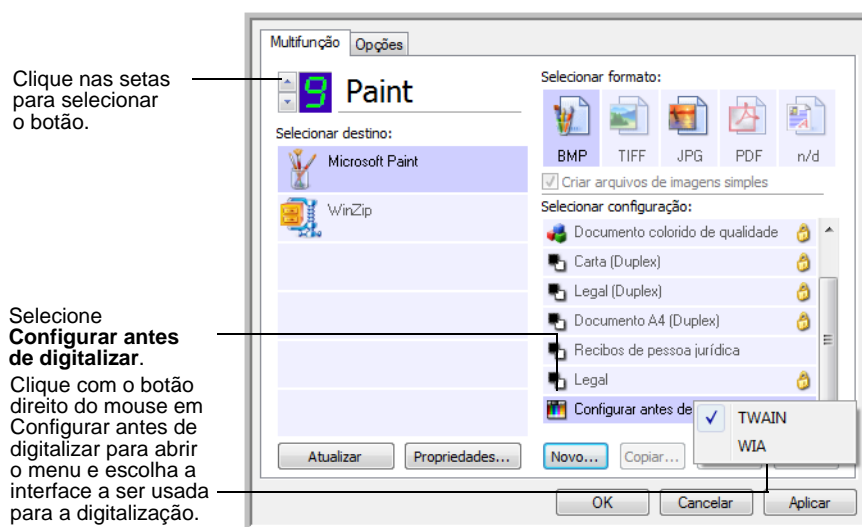 Multifunção Opções
Clique nas setas
para selecionar
o botão.
9 Paint
Selecionar destino:
Microsoft Paint
WinZip
Selecionar formato:
BMP TIFF JPG PDF n/d
Criar arquivos de imagens simples
Selecionar configuração:
Documento colorido de qualidade
Carta (Duplex)
Legal (Duplex)
Documento A4 (Duplex)
Recibos de pessoa jurídica
Legal
Configurar antes de
TWAIN
WIA
Selecione
Configurar antes
de digitalizar.
Clique com o botão
direito do mouse em
Configurar antes de
digitalizar para abrir
o menu e escolha a
interface a ser usada
para a digitalização.
Atualizar Propriedades... Novo... Copiar...
OK Cancelar Aplicar